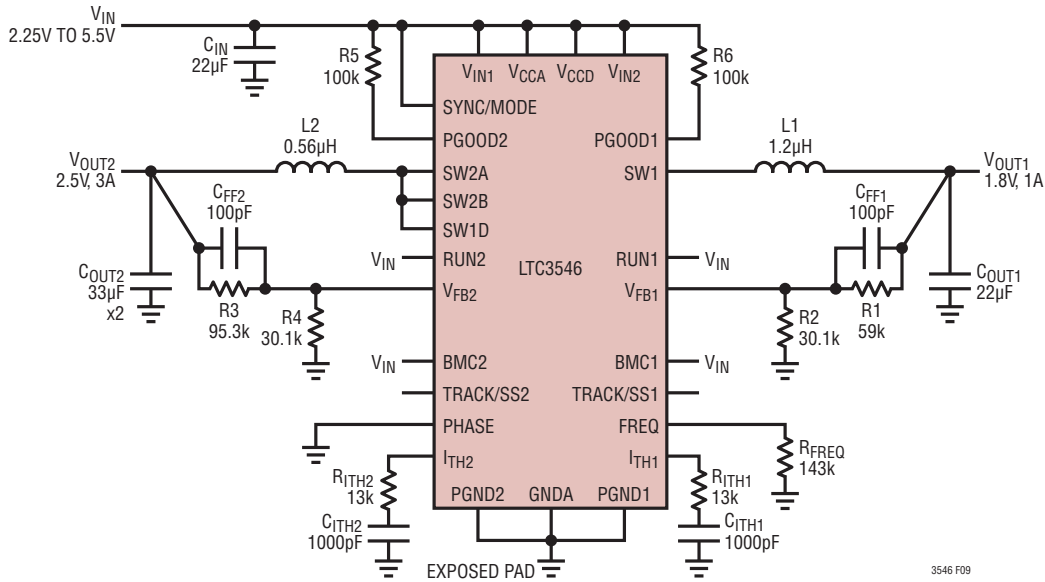 VIN
2.25V TO 5.5V
CIN
22µF
R5
100k
R6
100k
VIN1
VCCA
VCCD
VIN2
SYNC/MODE
PGOOD2
PGOOD1
L2
0.56µH
L1
1.2µH
VOUT2
2.5V, 3A
SW2A
SW1
VOUT1
1.8V, 1A
CFF2
100pF
SW2B
CFF1
100pF
SW1D
VIN
RUN2
LTC3546
RUN1
VIN
COUT2
33µF
x2
R3
95.3k
R4
30.1k
VFB2
VFB1
R2
30.1k
R1
59k
COUT1
22µF
VIN
BMC2
BMC1
VIN
TRACK/SS2
TRACK/SS1
PHASE
FREQ
RFREQ
143k
ITH2
ITH1
RITH2
13k
RITH1
13k
PGND2
GNDA
PGND1
CITH2
1000pF
CITH1
1000pF
EXPOSED PAD
3546 F09